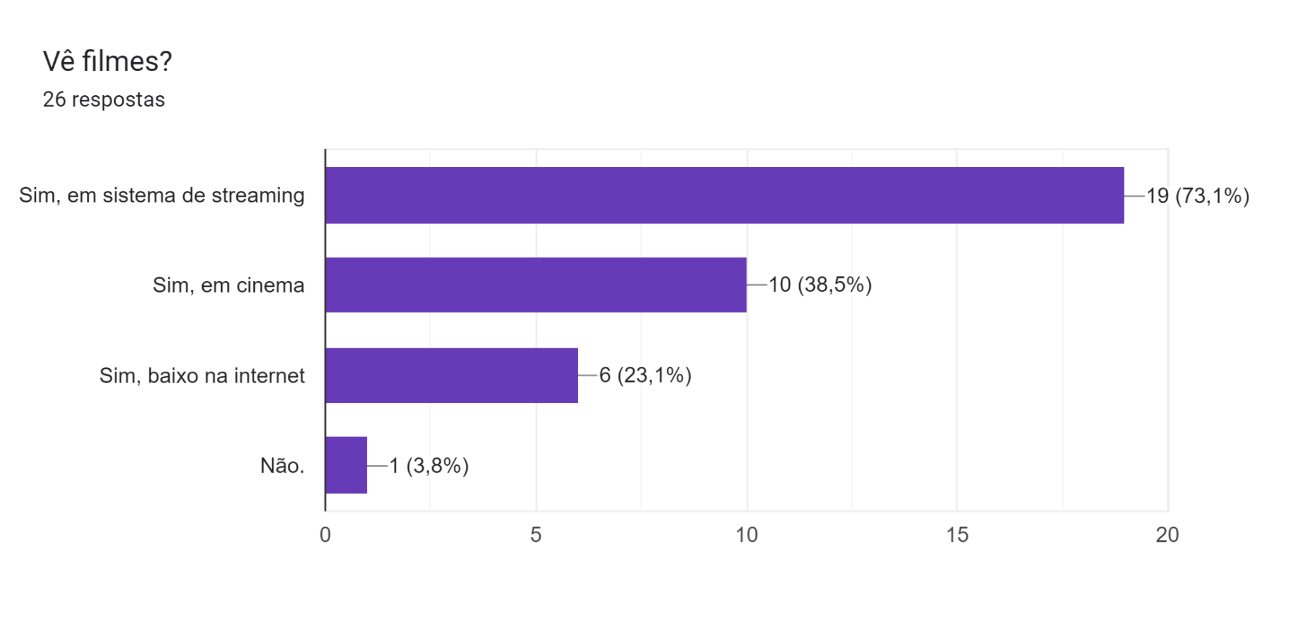 Vê filmes?
26 respostas
Sim, em sistema de streaming 19 (73,1%)
Sim, em cinema 10 (38,5%)
Sim, baixo na internet 6 (23,1%)
Não. 1 (3,8%)
0 5 10 15 20